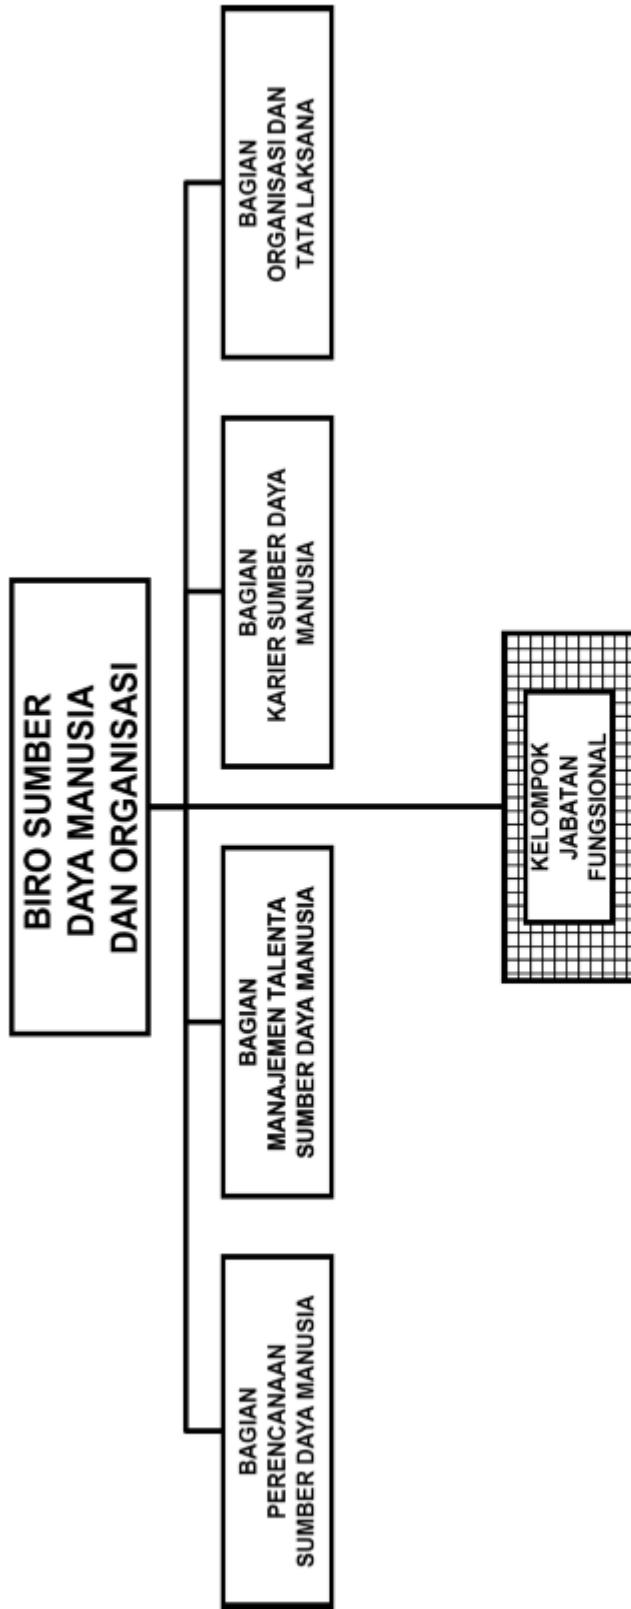 BIRO SUMBER
DAYA MANUSIA
DAN ORGANISASI
BAGIAN
PERENCANAAN
SUMBER DAYA MANUSIA
BAGIAN
MANAJEMEN TALENTA
SUMBER DAYA MANUSIA
BAGIAN
KARIER SUMBER DAYA
MANUSIA
BAGIAN
ORGANISASI DAN
TATA LAKSANA
KELOMPOK
JABATAN
FUNGSIONAL